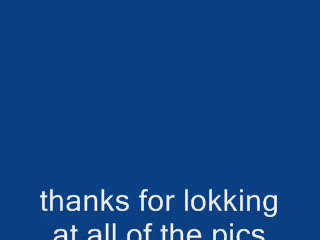 thanks for lokking
at all of the pics